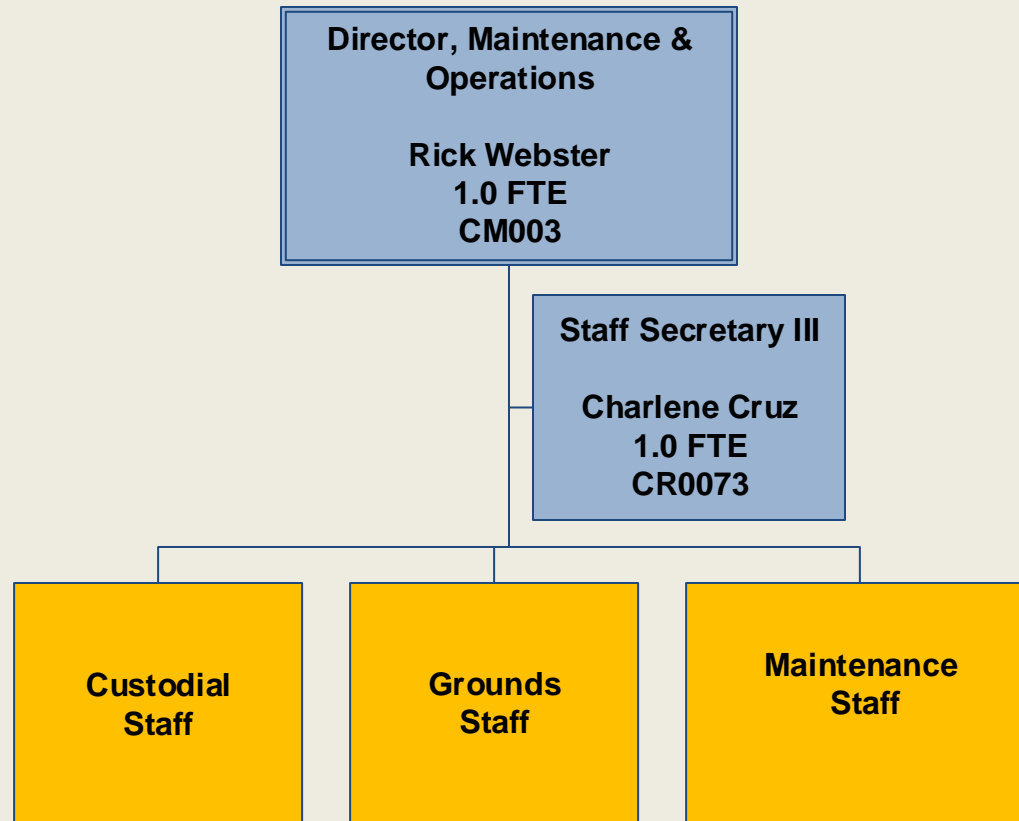 Director, Maintenance &
Operations
Rick Webster
1.0 FTE
CM003
Staff Secretary III
Charlene Cruz
1.0 FTE
CR0073
Custodial
Staff
Grounds
Staff
Maintenance
Staff